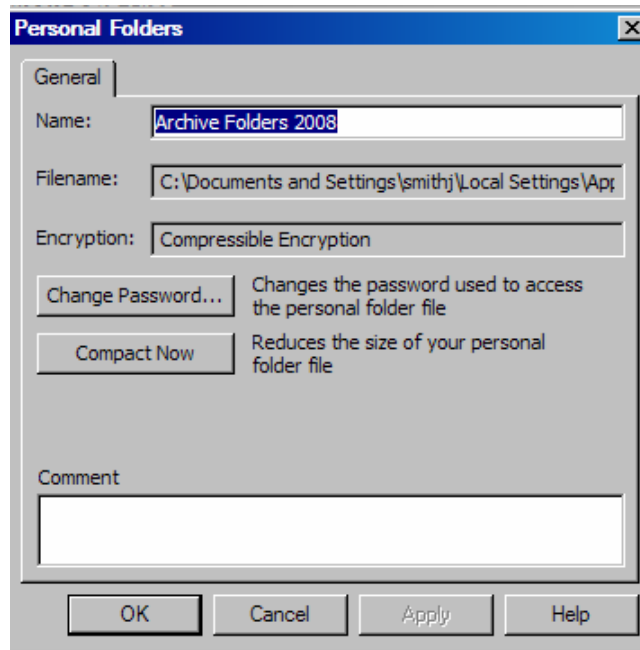 Personal Folders
General
Name: Archive Folders 2008
Filename: C:\Documents and Settings\smithj\Local Settings\App
Encryption: Compressible Encryption
Change Password... Changes the password used to access
the personal folder file
Compact Now Reduces the size of your personal
folder file
Comment
OK Cancel Apply Help